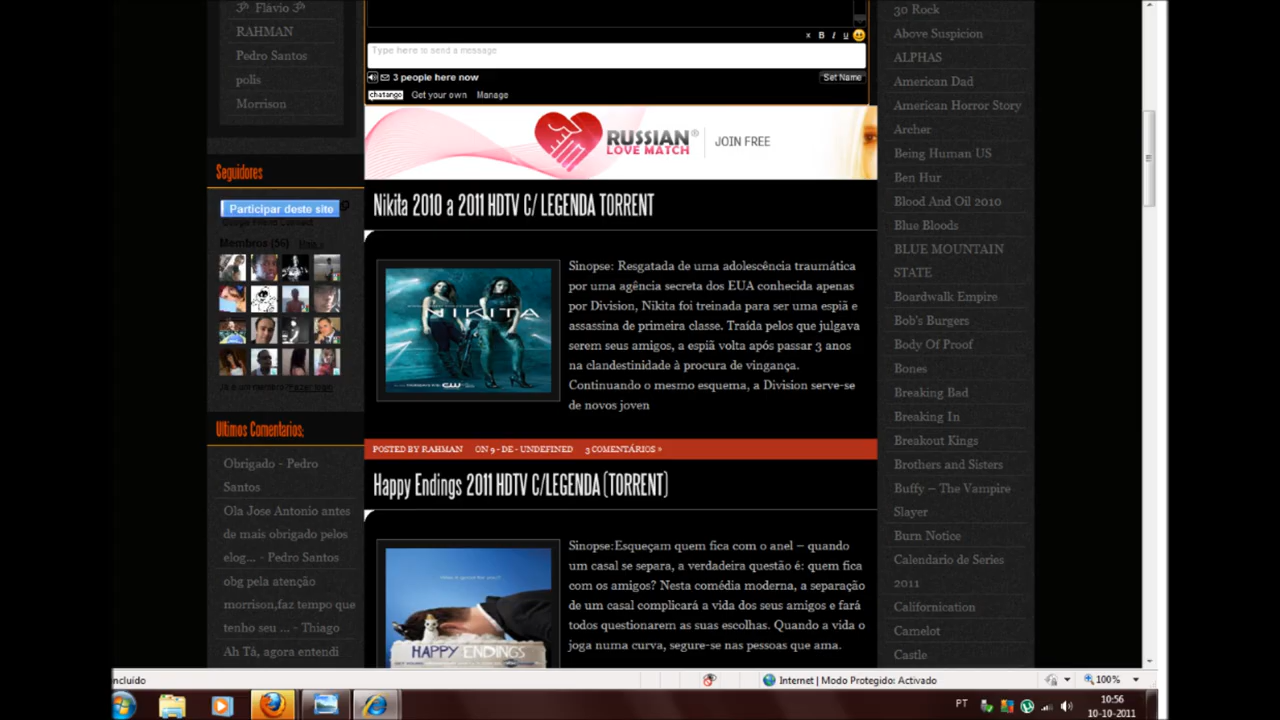 3ª Flávio 3ª
RAHMAN
Pedro Santos
polis
Morrison
Seguidores
Participar deste site
Membros (56) Mais »
Já é um membro? Fazer login
Ultimos Comentarios;
Obrigado - Pedro
Santos
Ola Jose Antonio antes
de mais obrigado pelos
elog... - Pedro Santos
obg pela atenção
morrison,faz tempo que
tenho seu ... - Thiago
Ah Tá, agora entendi
x B i u
Type here to send a message
3 people here now
Set Name
chatango Get your own Manage
RUSSIAN®
LOVE MATCH
JOIN FREE
Nikita 2010 a 2011 HDTV C/ LEGENDA TORRENT
NIKITA
CW
Sinopse: Resgatada de uma adolescência traumática
por uma agência secreta dos EUA conhecida apenas
por Division, Nikita foi treinada para ser uma espiã e
assassina de primeira classe. Traída pelos que julgava
serem seus amigos, a espiã volta após passar 3 anos
na clandestinidade à procura de vingança.
Continuando o mesmo esquema, a Division serve-se
de novos joven
POSTED BY RAHMAN ON 9 - DE - UNDEFINED 3 COMENTÁRIOS »
Happy Endings 2011 HDTV C/LEGENDA (TORRENT)
HAPPY ENDINGS
Sinopse:Esqueçam quem fica com o anel – quando
um casal se separa, a verdadeira questão é: quem fica
com os amigos? Nesta comédia moderna, a separação
de um casal complicará a vida dos seus amigos e fará
todos questionarem as suas escolhas. Quando a vida o
joga numa curva, segure-se nas pessoas que ama.
30 Rock
Above Suspicion
ALPHAS
American Dad
American Horror Story
Archer
Being Human US
Ben Hur
Blood And Oil 2010
Blue Bloods
BLUE MOUNTAIN
STATE
Boardwalk Empire
Bob's Burgers
Body Of Proof
Bones
Breaking Bad
Breaking In
Breakout Kings
Brothers and Sisters
Buffy – The Vampire
Slayer
Burn Notice
Calendario de Series
2011
Californication
Camelot
Castle
ncluído
Internet | Modo Protegido: Activado
100%
PT
10:56
10-10-2011